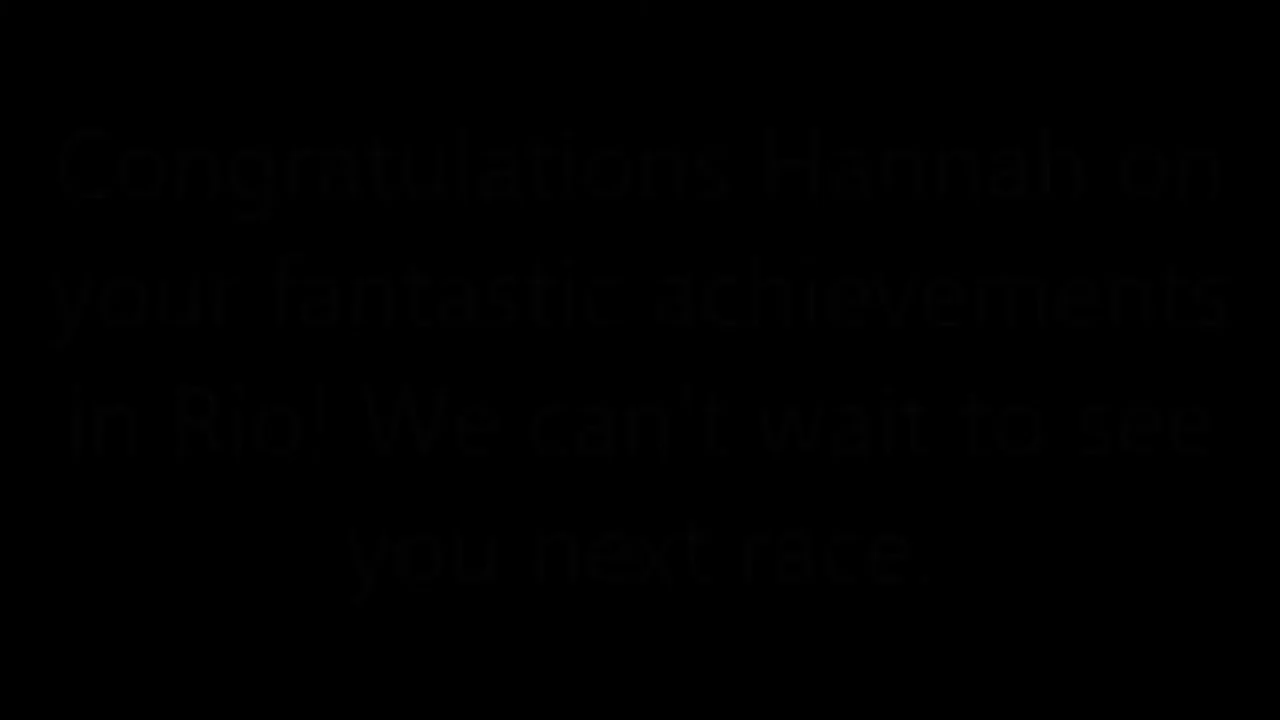 Congratulations Hannah on
your fantastic achievements
in Rio! We can't wait to see
you next race.